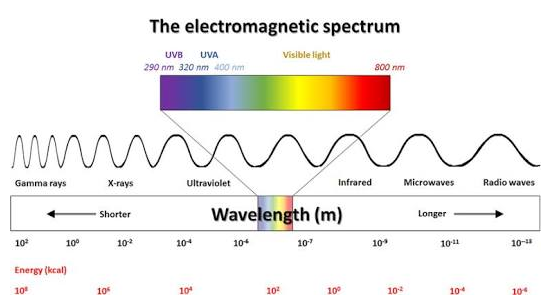 The electromagnetic spectrum
UVB UVA Visible light
290 nm 320 nm 400 nm 800 nm
Gamma rays X-rays Ultraviolet Infrared Microwaves Radio waves
Shorter Wavelength (m) Longer
10² 10⁰ 10⁻² 10⁻⁴ 10⁻⁶ 10⁻⁷ 10⁻⁹ 10⁻¹¹ 10⁻¹³
Energy (kcal)
10⁸ 10⁶ 10⁴ 10² 10⁰ 10⁻² 10⁻⁴ 10⁻⁶